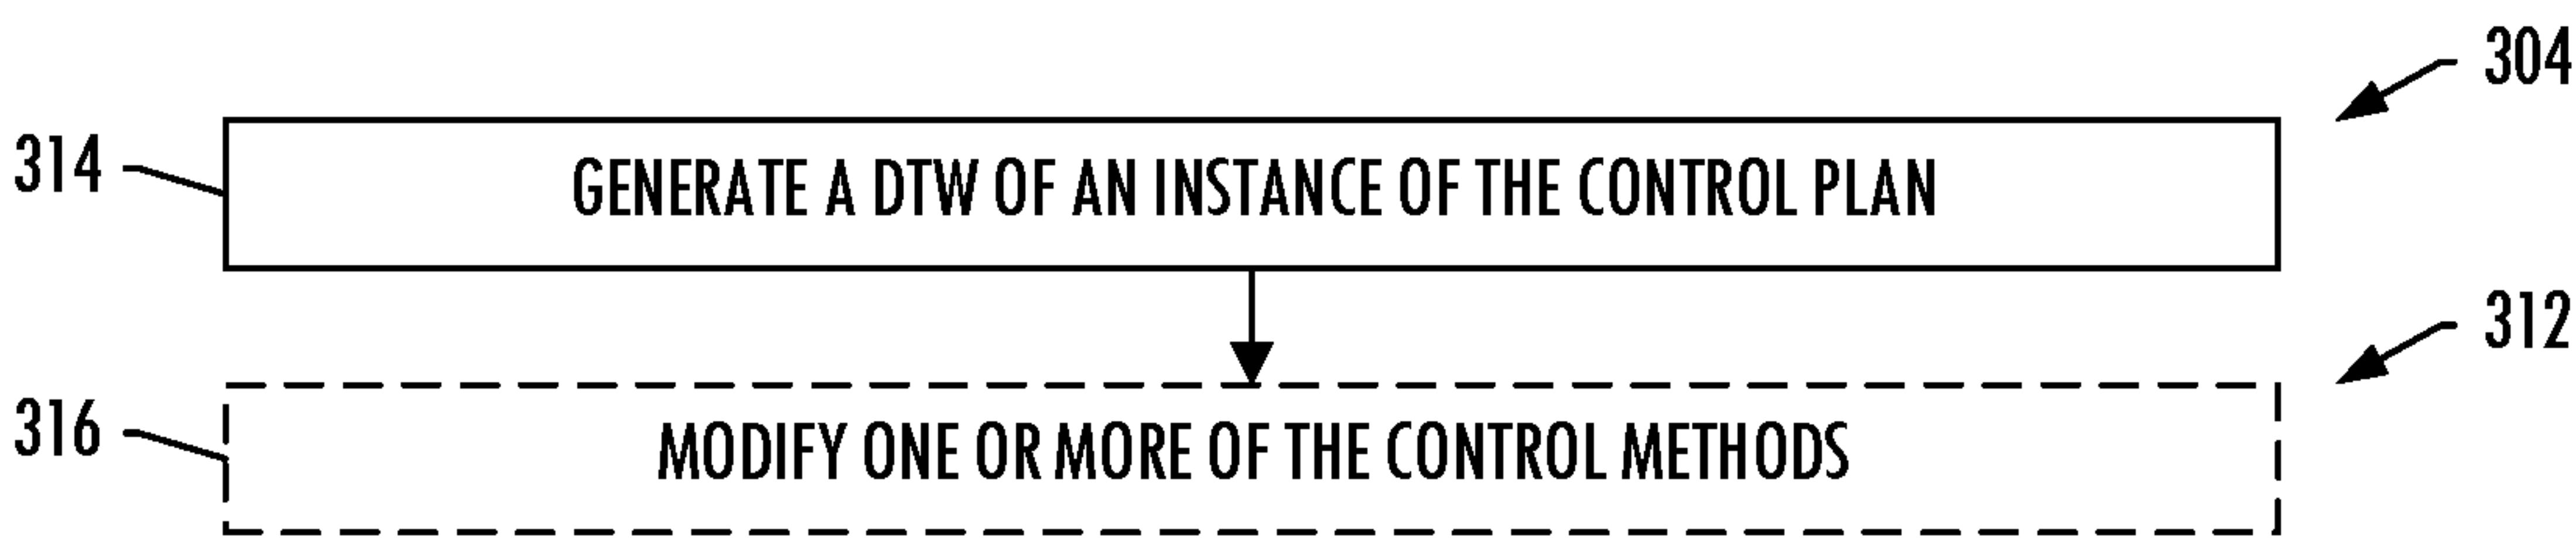 304
314
GENERATE A DTW OF AN INSTANCE OF THE CONTROL PLAN
312
316
MODIFY ONE OR MORE OF THE CONTROL METHODS